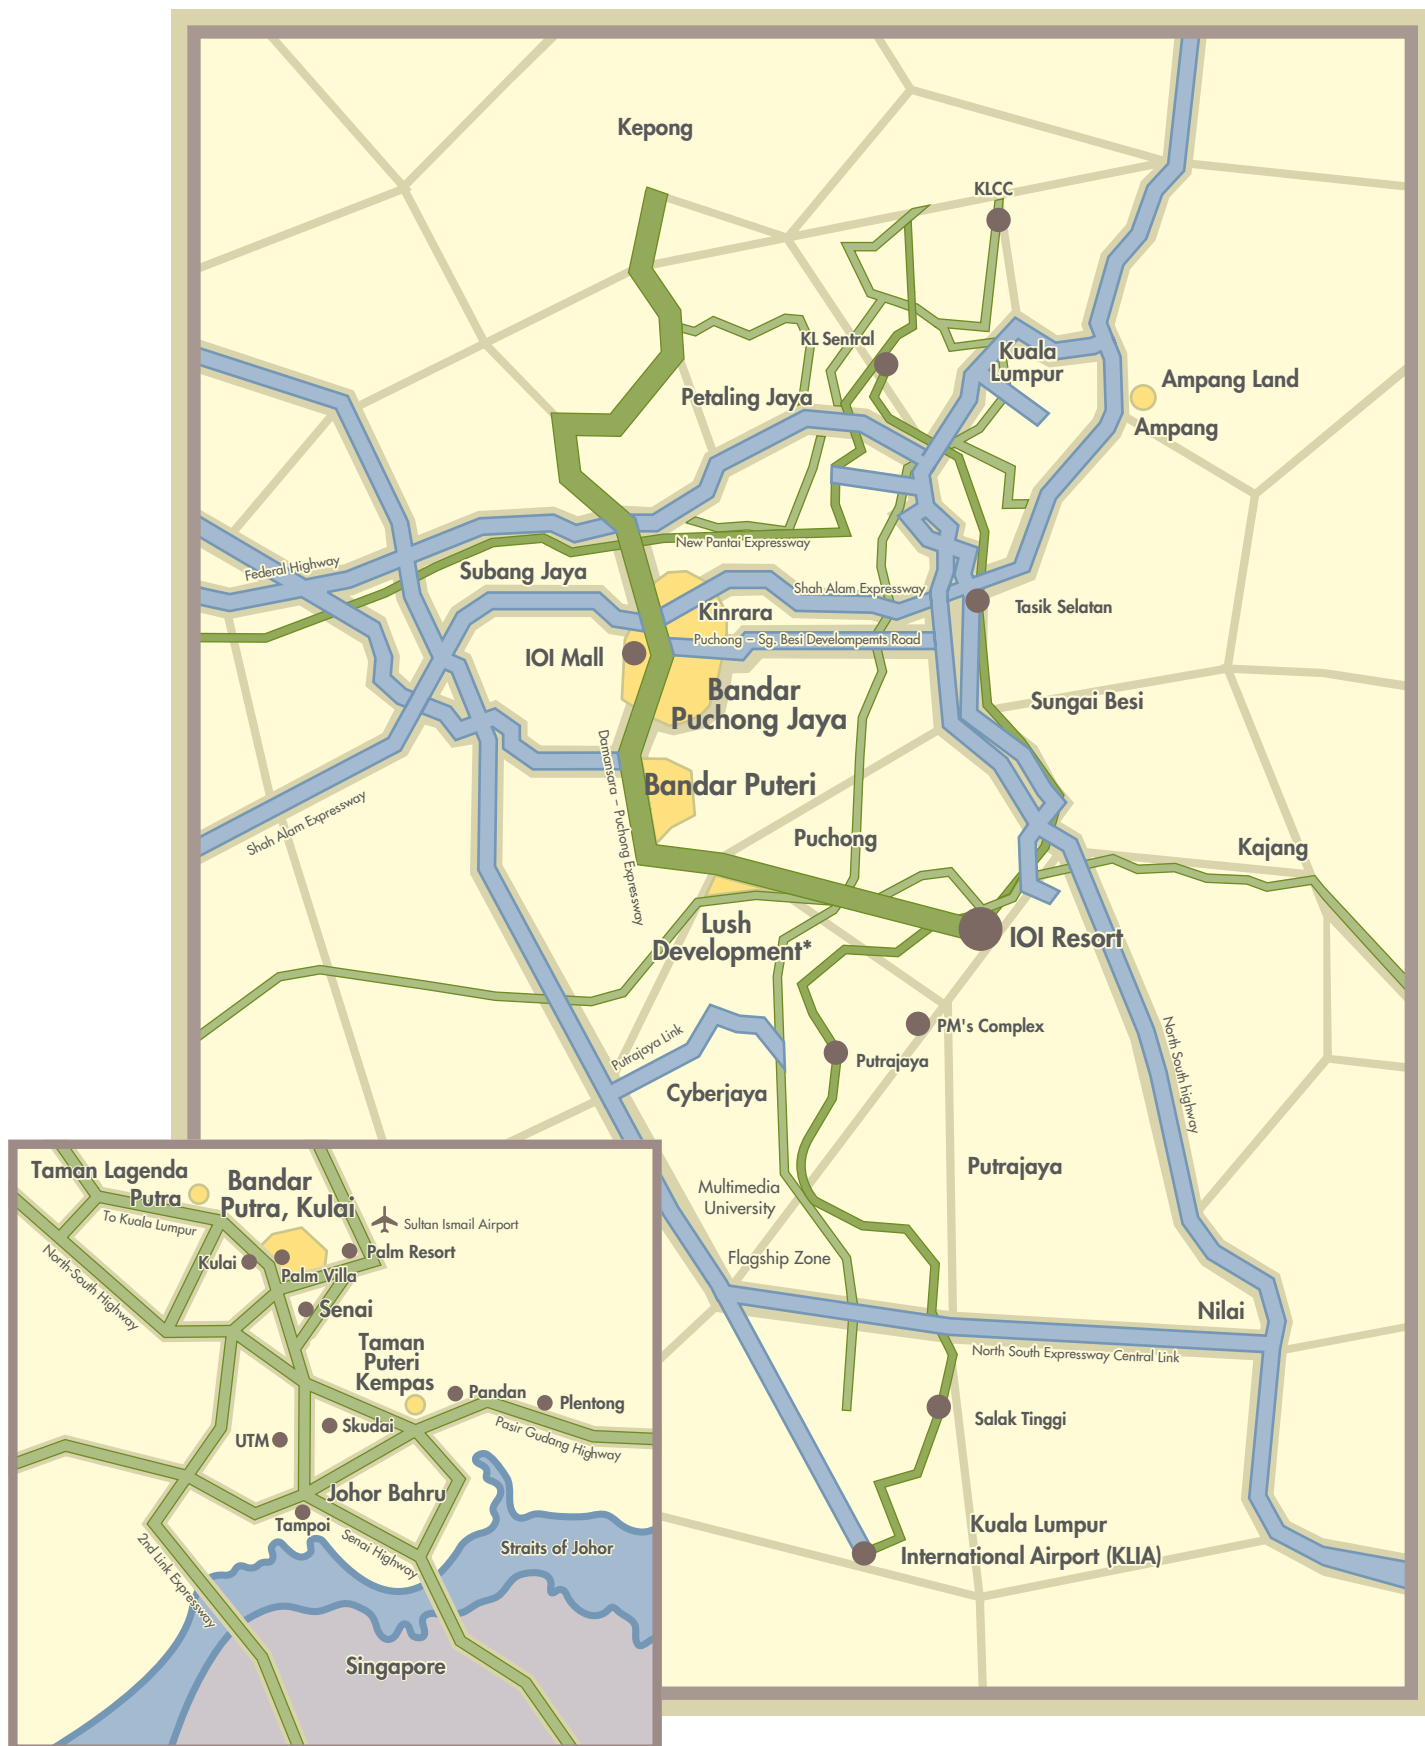 Kepong
KLCC
KL Sentral
Kuala
Lumpur
Ampang Land
Ampang
Petaling Jaya
New Pantai Expressway
Federal Highway
Subang Jaya
Shah Alam Expressway
Kinrara
Tasik Selatan
Puchong – Sg. Besi Developmepts Road
IOI Mall
Bandar
Puchong Jaya
Sungai Besi
Damansara – Puchong Expressway
Bandar Puteri
Shah Alam Expressway
Puchong
Kajang
Lush
Development*
IOI Resort
PM's Complex
Putrajaya Link
Putrajaya
North South highway
Cyberjaya
Putrajaya
Multimedia
University
Flagship Zone
Nilai
North South Expressway Central Link
Salak Tinggi
Kuala Lumpur
International Airport (KLIA)
Taman Lagenda
Putra
Bandar
Putra, Kulai
To Kuala Lumpur
Sultan Ismail Airport
North-South Highway
Kulai
Palm Resort
Palm Villa
Senai
Taman
Puteri
Kempas
Pandan
Plentong
Skudai
UTM
Pasir Gudang Highway
Johor Bahru
Tampoi
Senai Highway
2nd Link Expressway
Straits of Johor
Singapore